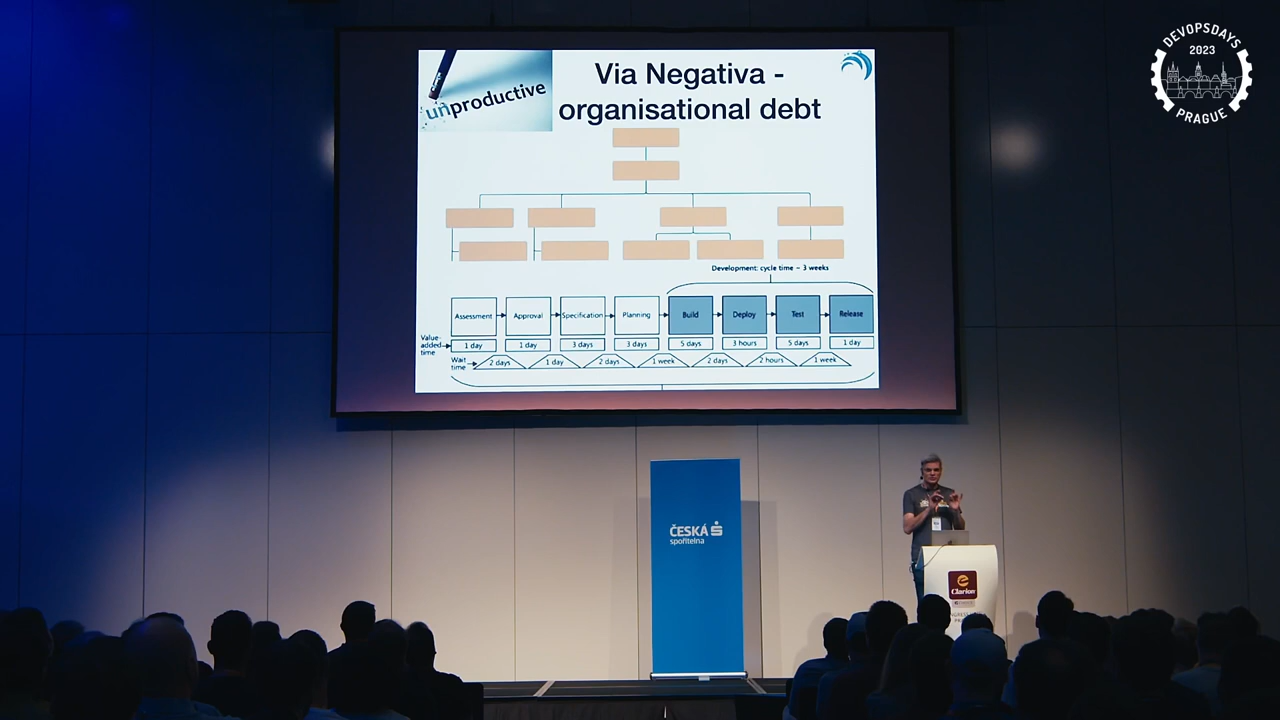 DEVOPSDAYS
2023
PRAGUE
unproductive
Via Negativa -
organisational debt
Development: cycle time – 3 weeks
Assessment
Approval
Specification
Planning
Build
Deploy
Test
Release
Value-
added
time
1 day
1 day
3 days
3 days
5 days
3 hours
5 days
1 day
Wait
time
2 days
1 day
2 days
1 week
2 days
2 hours
1 week
ČESKÁ
spořitelna
Clarion